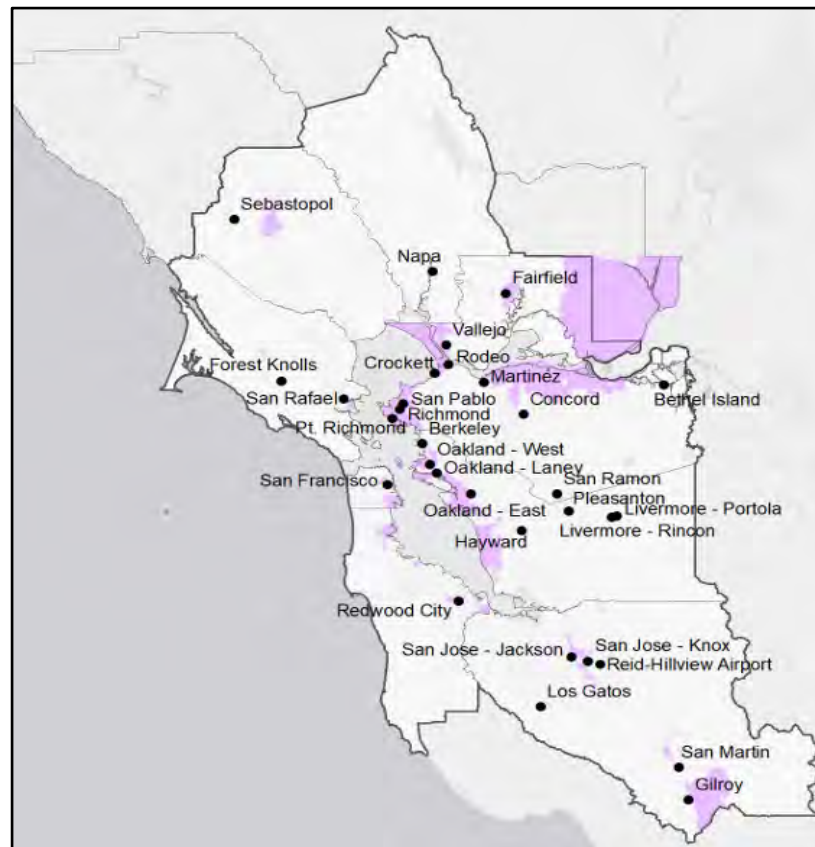 Sebastopol
Napa
Fairfield
Vallejo
Crockett
Rodeo
Forest Knolls
Martinez
San Rafael
San Pablo
Bethel Island
Richmond
Concord
Pt. Richmond
Berkeley
Oakland - West
Oakland - Laney
San Francisco
San Ramon
Pleasanton
Oakland - East
Livermore - Portola
Hayward
Livermore - Rincon
Redwood City
San Jose - Jackson
San Jose - Knox
Reid-Hillview Airport
Los Gatos
San Martin
Gilroy